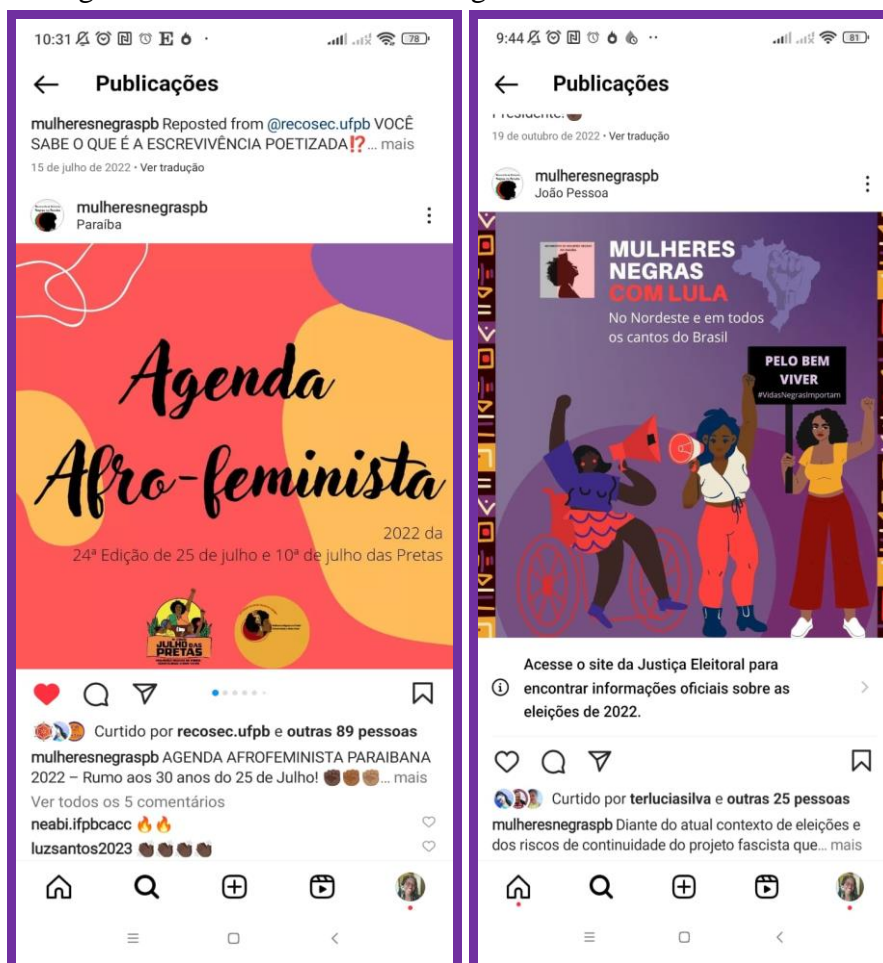 10:31
78
Publicações
mulheresnegraspb Reposted from @recosec.ufpb VOCÊ
SABE O QUE É A ESCREVIVÊNCIA POETIZADA⁉️... mais
15 de julho de 2022 • Ver tradução
mulheresnegraspb
Paraíba
Agenda
Afro-feminista
2022 da
24ª Edição de 25 de julho e 10ª de julho das Pretas
JULHO DAS
PRETAS
Curtido por recosec.ufpb e outras 89 pessoas
mulheresnegraspb AGENDA AFROFEMINISTA PARAIBANA
2022 – Rumo aos 30 anos do 25 de Julho! ✊🏿✊🏾✊🏽... mais
Ver todos os 5 comentários
neabi.ifpbcacc 🔥🔥
luzsantos2023 👏🏿👏🏿👏🏿👏🏿
9:44
81
Publicações
19 de outubro de 2022 • Ver tradução
mulheresnegraspb
João Pessoa
MULHERES
NEGRAS
COM LULA
No Nordeste e em todos
os cantos do Brasil
PELO BEM
VIVER
#VidasNegrasImportam
Acesse o site da Justiça Eleitoral para
encontrar informações oficiais sobre as
eleições de 2022.
Curtido por terluciasilva e outras 25 pessoas
mulheresnegraspb Diante do atual contexto de eleições e
dos riscos de continuidade do projeto fascista que... mais